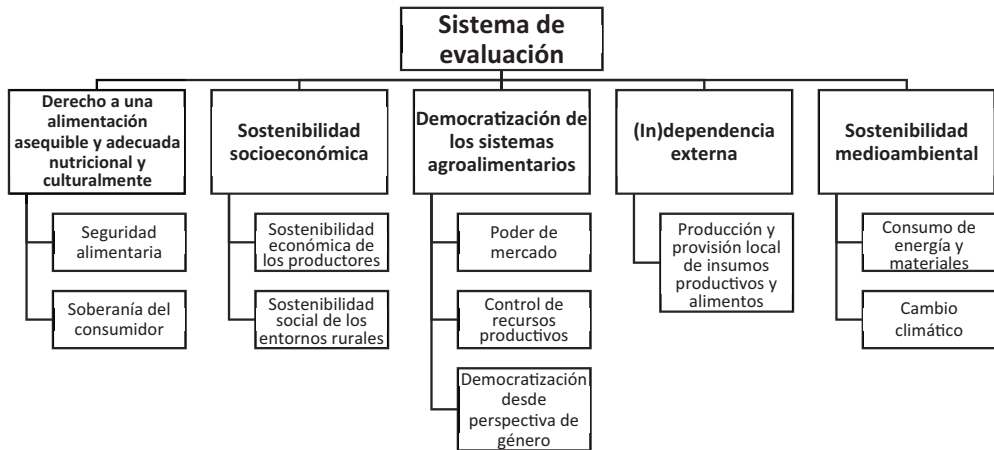 Sistema de
evaluación
Derecho a una
alimentación
asequible y adecuada
nutricional y
culturalmente
Seguridad
alimentaria
Soberanía del
consumidor
Sostenibilidad
socioeconómica
Sostenibilidad
económica de
los productores
Sostenibilidad
social de los
entornos rurales
Democratización de
los sistemas
agroalimentarios
Poder de
mercado
Control de
recursos
productivos
Democratización
desde
perspectiva de
género
(In)dependencia
externa
Producción y
provisión local
de insumos
productivos y
alimentos
Sostenibilidad
medioambiental
Consumo de
energía y
materiales
Cambio
climático